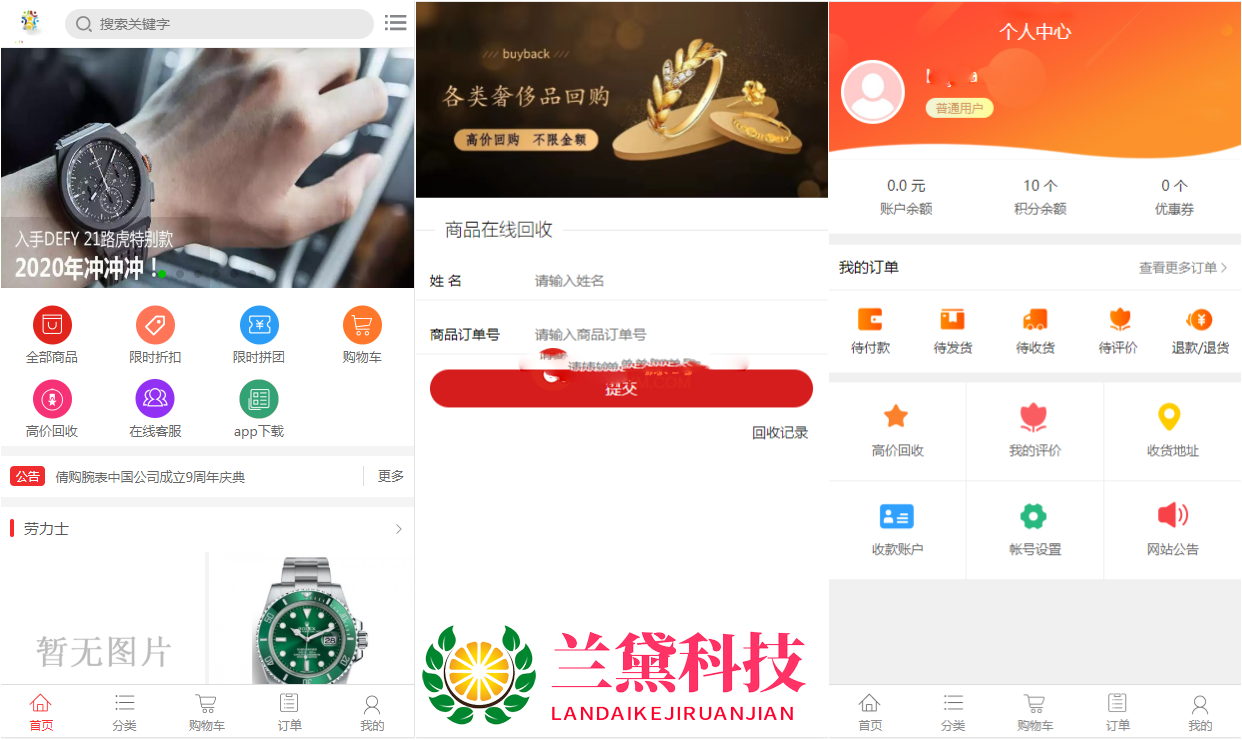 搜索关键字
入手DEFY 21路虎特别款
2020年冲冲冲！
全部商品
限时折扣
限时拼团
购物车
高价回收
在线客服
app下载
公告
倩购腕表中国公司成立9周年庆典
更多
劳力士
暂无图片
首页
分类
购物车
订单
我的
/// buyback ///
各类奢侈品回购
高价回购 不限金额
商品在线回收
姓 名
请输入姓名
商品订单号
请输入商品订单号
提交
回收记录
兰黛科技
LANDAIKEJIRUANJIAN
个人中心
普通用户
0.0 元
10 个
0 个
账户余额
积分余额
优惠券
我的订单
查看更多订单
待付款
待发货
待收货
待评价
退款/退货
高价回收
我的评价
收货地址
收款账户
帐号设置
网站公告
首页
分类
购物车
订单
我的